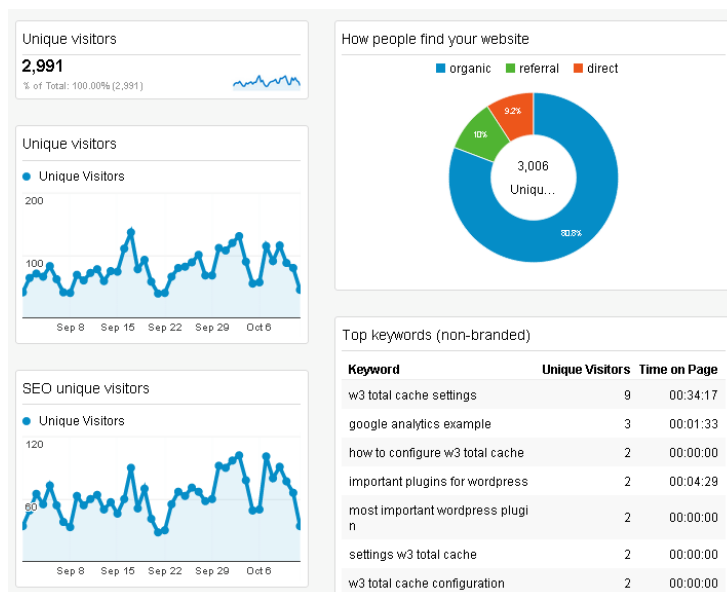 Unique visitors
2,991
% of Total: 100.00% (2,991)
Unique visitors
Unique Visitors
200
100
Sep 8 Sep 15 Sep 22 Sep 29 Oct 6
SEO unique visitors
Unique Visitors
120
60
Sep 8 Sep 15 Sep 22 Sep 29 Oct 6
How people find your website
organic referral direct
9.2%
10%
3,006
Uniqu...
80.8%
Top keywords (non-branded)
Keyword Unique Visitors Time on Page
w3 total cache settings 9 00:34:17
google analytics example 3 00:01:33
how to configure w3 total cache 2 00:00:00
important plugins for wordpress 2 00:04:29
most important wordpress plugi
n 2 00:00:00
settings w3 total cache 2 00:00:00
w3 total cache configuration 2 00:00:00